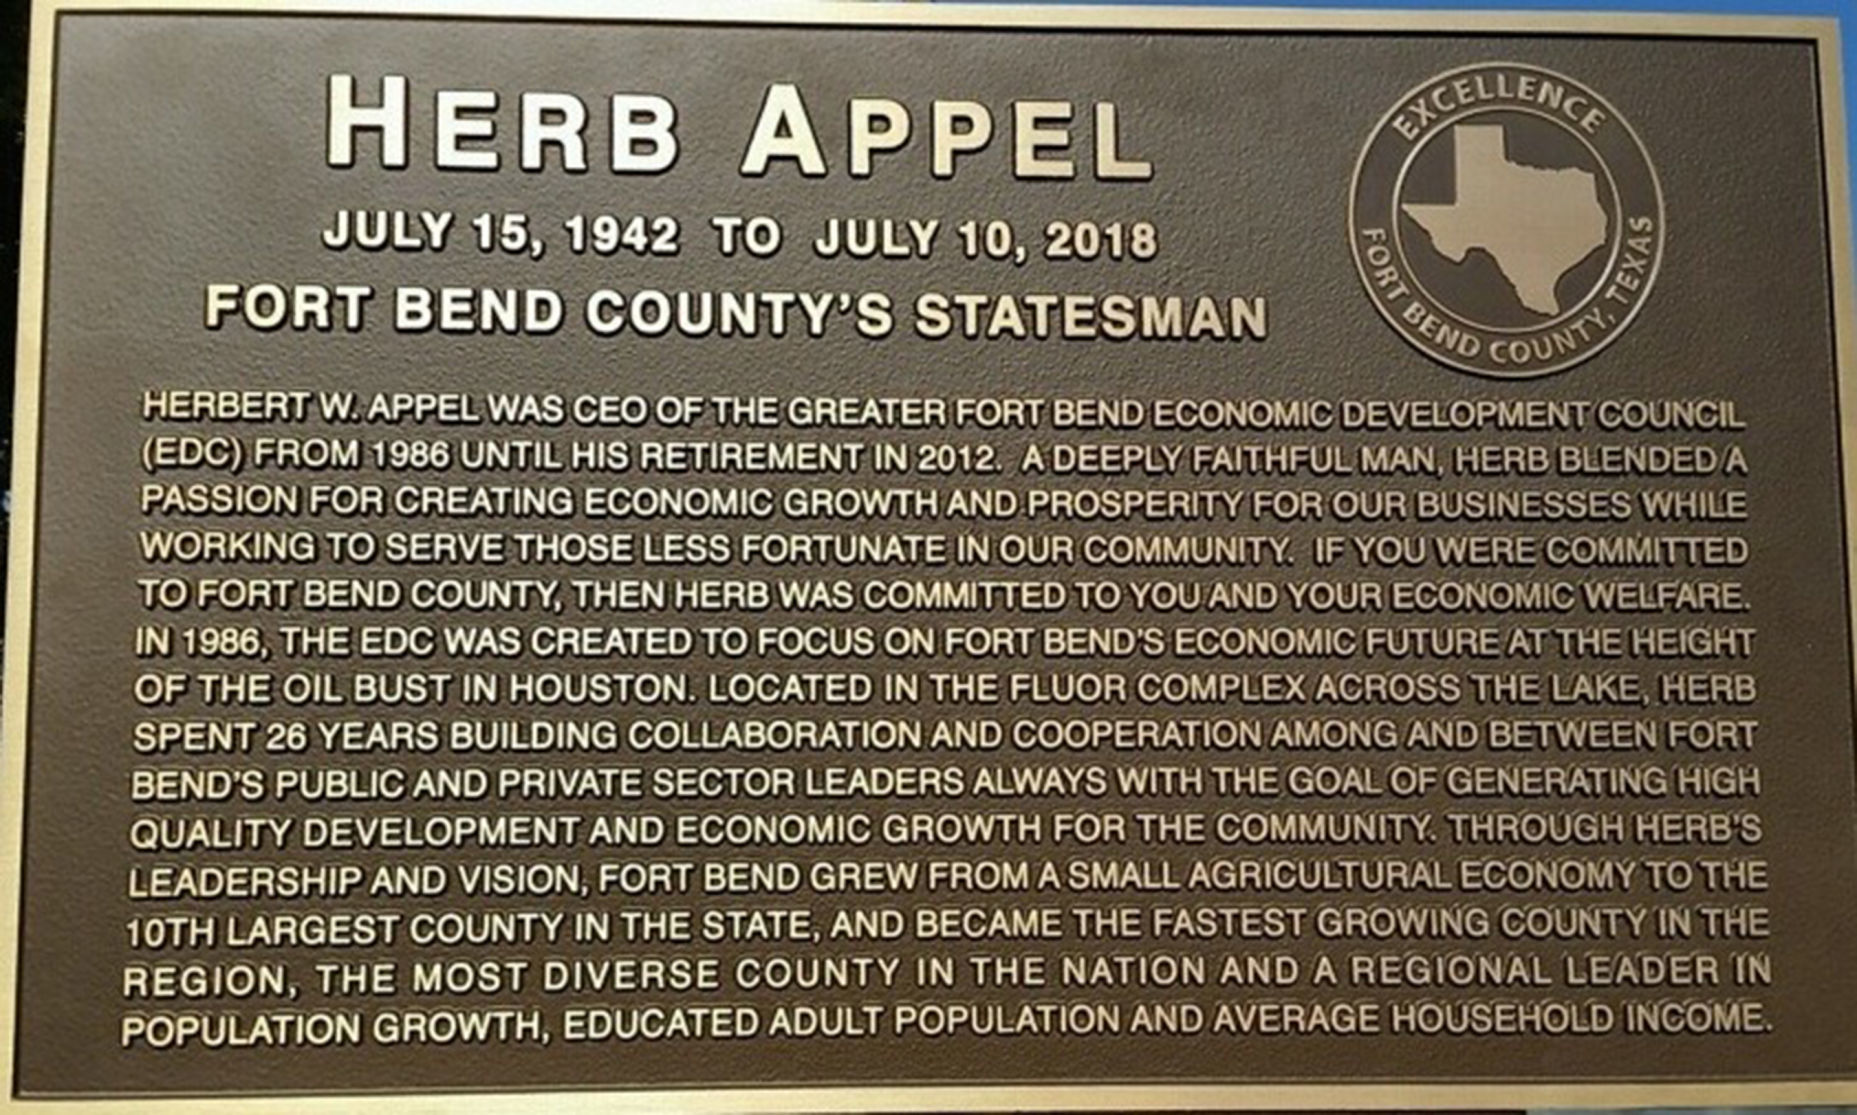 HERB APPEL
JULY 15, 1942 TO JULY 10, 2018
FORT BEND COUNTY'S STATESMAN
EXCELLENCE
FORT BEND COUNTY, TEXAS
HERBERT W. APPEL WAS CEO OF THE GREATER FORT BEND ECONOMIC DEVELOPMENT COUNCIL
(EDC) FROM 1986 UNTIL HIS RETIREMENT IN 2012. A DEEPLY FAITHFUL MAN, HERB BLENDED A
PASSION FOR CREATING ECONOMIC GROWTH AND PROSPERITY FOR OUR BUSINESSES WHILE
WORKING TO SERVE THOSE LESS FORTUNATE IN OUR COMMUNITY. IF YOU WERE COMMITTED
TO FORT BEND COUNTY, THEN HERB WAS COMMITTED TO YOU AND YOUR ECONOMIC WELFARE.
IN 1986, THE EDC WAS CREATED TO FOCUS ON FORT BEND'S ECONOMIC FUTURE AT THE HEIGHT
OF THE OIL BUST IN HOUSTON. LOCATED IN THE FLUOR COMPLEX ACROSS THE LAKE, HERB
SPENT 26 YEARS BUILDING COLLABORATION AND COOPERATION AMONG AND BETWEEN FORT
BEND'S PUBLIC AND PRIVATE SECTOR LEADERS ALWAYS WITH THE GOAL OF GENERATING HIGH
QUALITY DEVELOPMENT AND ECONOMIC GROWTH FOR THE COMMUNITY. THROUGH HERB'S
LEADERSHIP AND VISION, FORT BEND GREW FROM A SMALL AGRICULTURAL ECONOMY TO THE
10TH LARGEST COUNTY IN THE STATE, AND BECAME THE FASTEST GROWING COUNTY IN THE
REGION, THE MOST DIVERSE COUNTY IN THE NATION AND A REGIONAL LEADER IN
POPULATION GROWTH, EDUCATED ADULT POPULATION AND AVERAGE HOUSEHOLD INCOME.